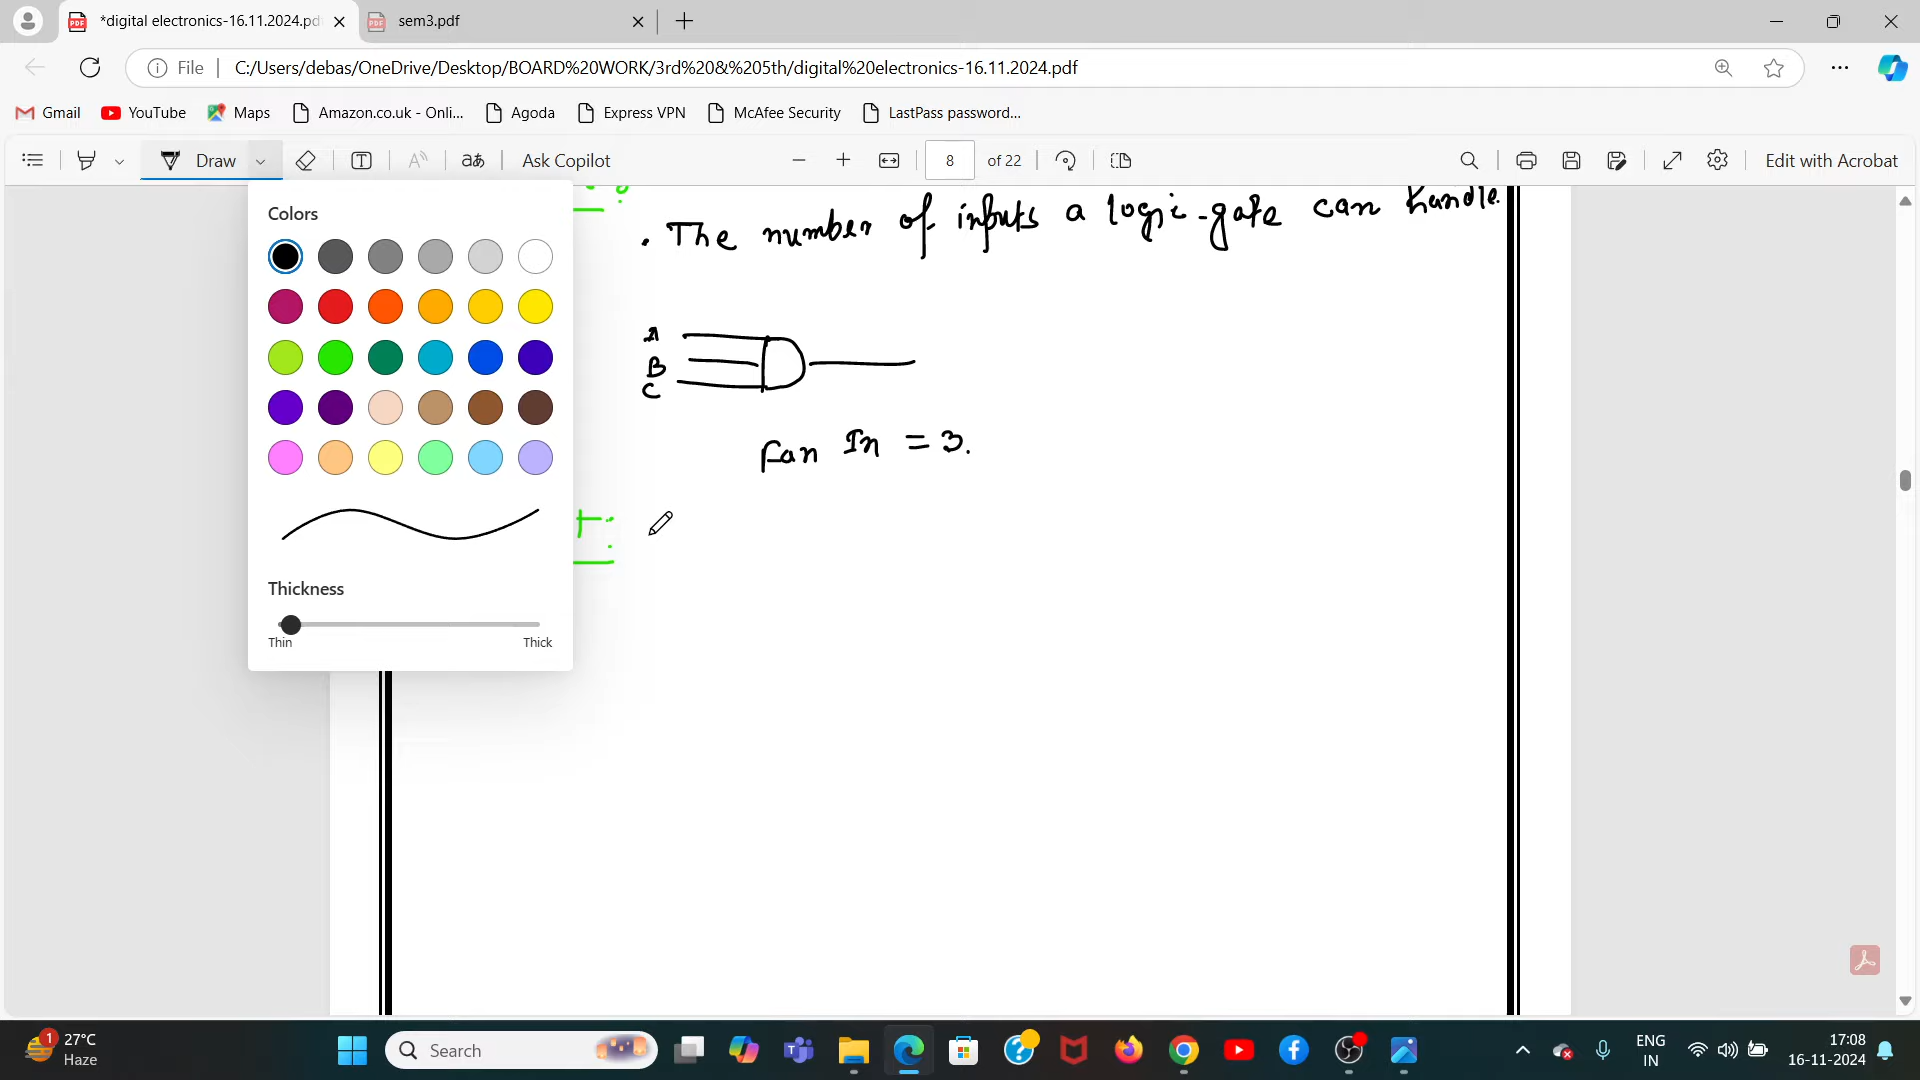 *digital electronics-16.11.2024.pd
sem3.pdf
File
C:/Users/debas/OneDrive/Desktop/BOARD%20WORK/3rd%20&%205th/digital%20electronics-16.11.2024.pdf
Gmail
YouTube
Maps
Amazon.co.uk - Onli...
Agoda
Express VPN
McAfee Security
LastPass password...
Draw
aあ
Ask Copilot
8
of 22
Edit with Acrobat
Colors
Thickness
Thin
Thick
. The number of inputs a logic-gate can handle.
A
B
C
Fan In = 3.
t:
1
27°C
Haze
Search
ENG
IN
17:08
16-11-2024